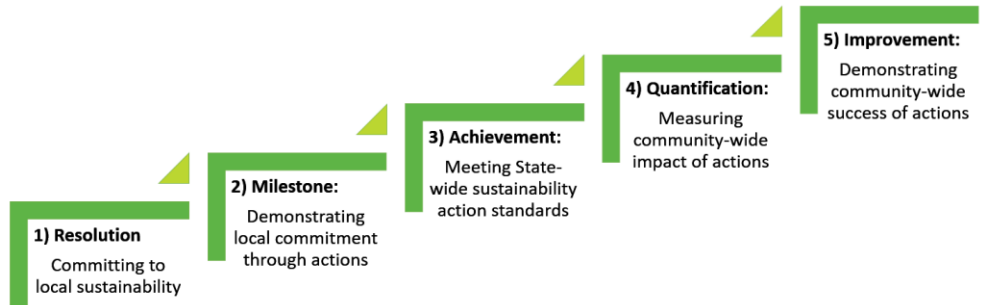 1) Resolution
Committing to
local sustainability
2) Milestone:
Demonstrating
local commitment
through actions
3) Achievement:
Meeting State-
wide sustainability
action standards
4) Quantification:
Measuring
community-wide
impact of actions
5) Improvement:
Demonstrating
community-wide
success of actions